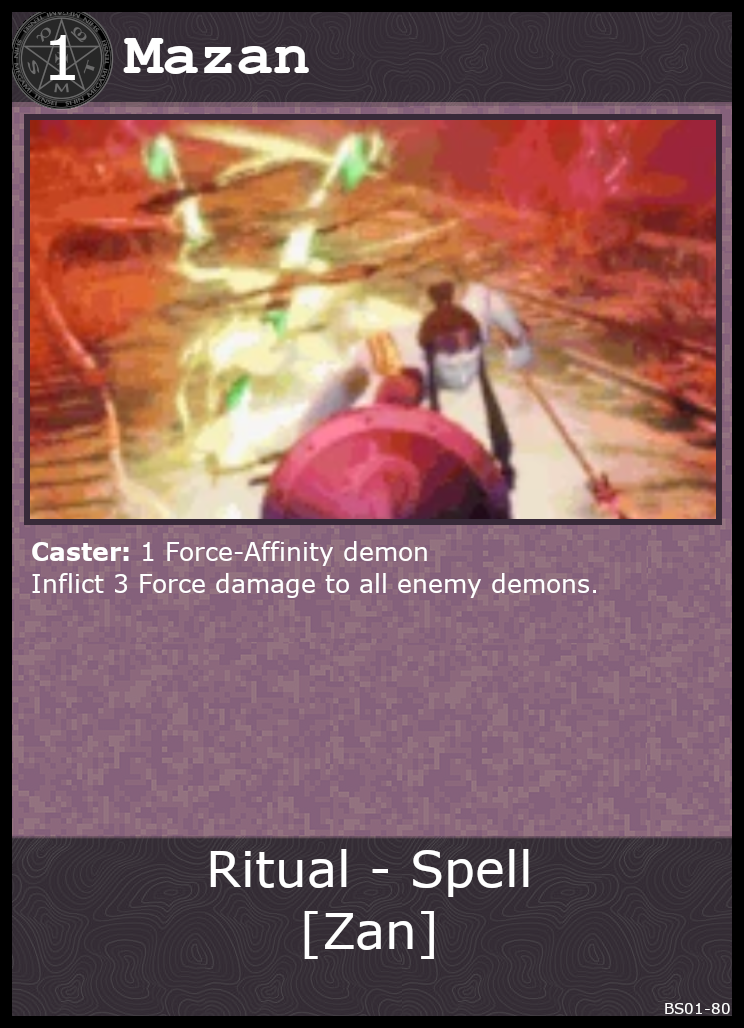 1
Mazan
Caster: 1 Force-Affinity demon
Inflict 3 Force damage to all enemy demons.
Ritual - Spell
[Zan]
BS01-80